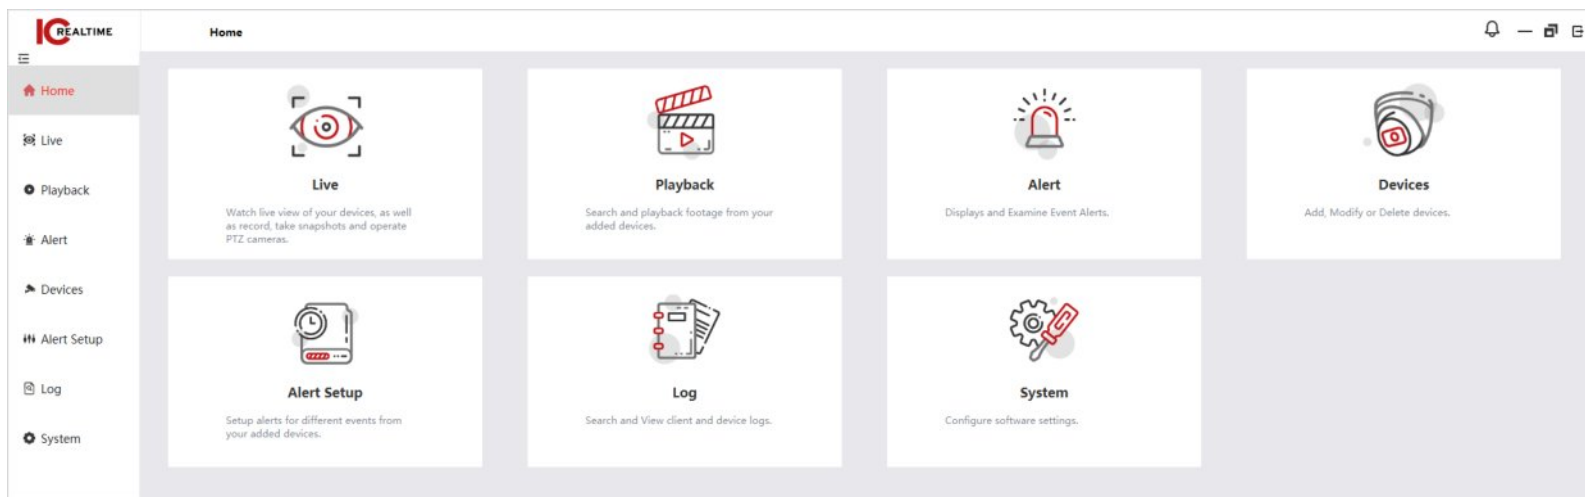 IC REALTIME
Home
Home
Live
Playback
Alert
Devices
Alert Setup
Log
System
Live
Watch live view of your devices, as well
as record, take snapshots and operate
PTZ cameras.
Playback
Search and playback footage from your
added devices.
Alert
Displays and Examine Event Alerts.
Devices
Add, Modify or Delete devices.
Alert Setup
Setup alerts for different events from
your added devices.
Log
Search and View client and device logs.
System
Configure software settings.